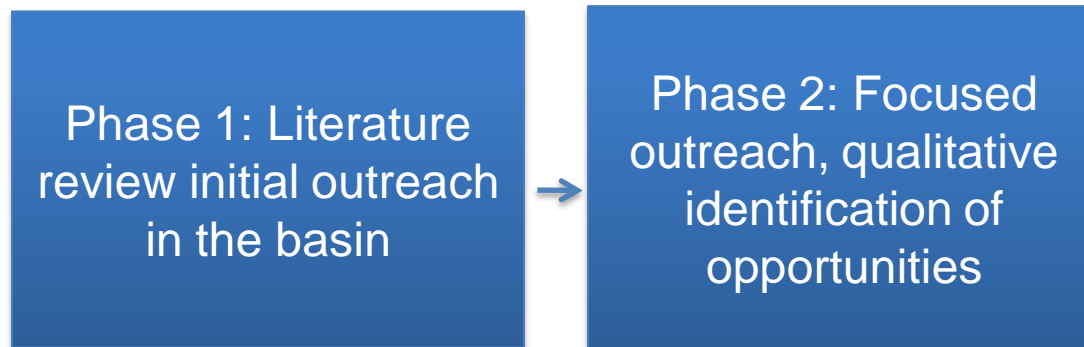 Phase 1: Literature
review initial outreach
in the basin
Phase 2: Focused
outreach, qualitative
identification of
opportunities